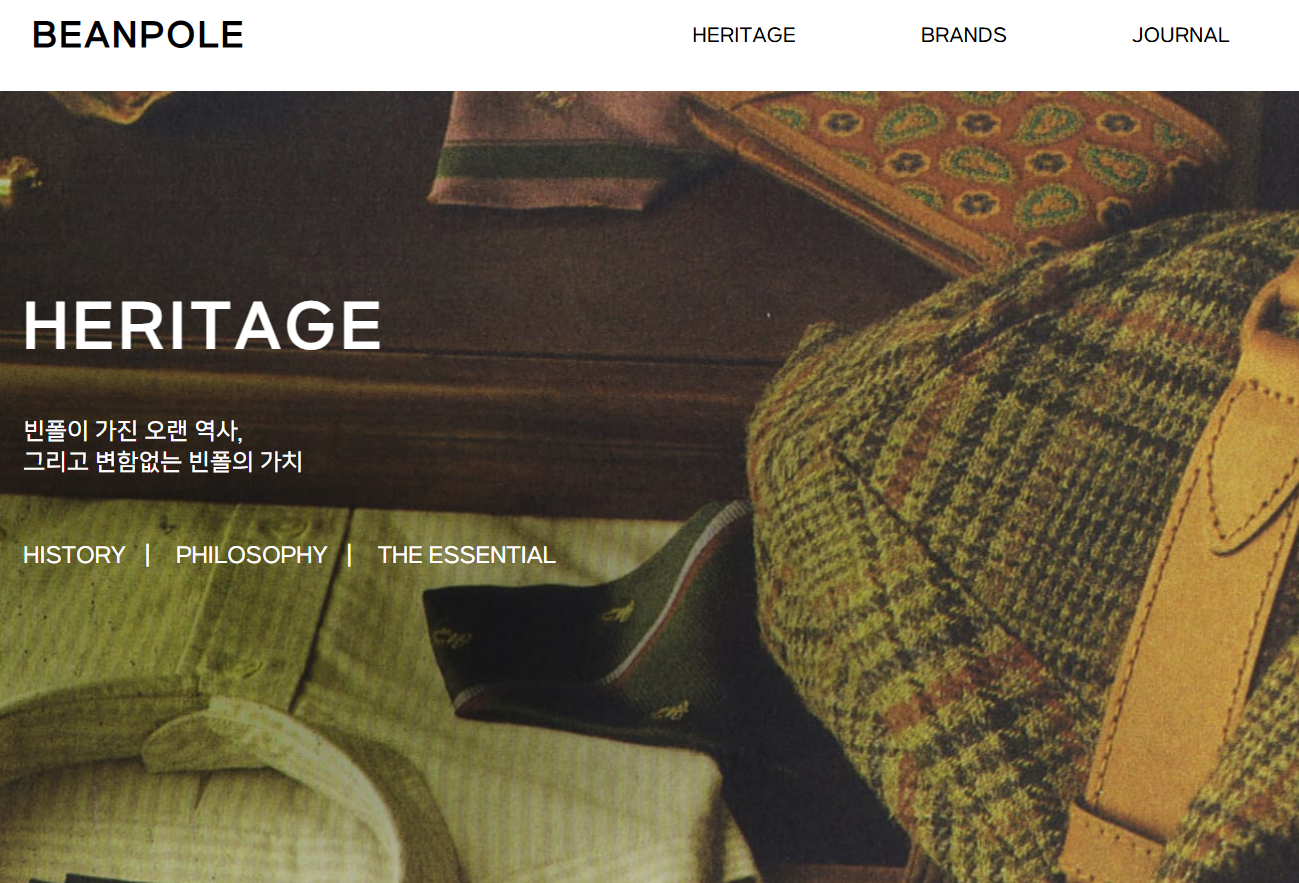 BEANPOLE
HERITAGE BRANDS JOURNAL
HERITAGE
빈폴이 가진 오랜 역사,
그리고 변함없는 빈폴의 가치
HISTORY | PHILOSOPHY | THE ESSENTIAL